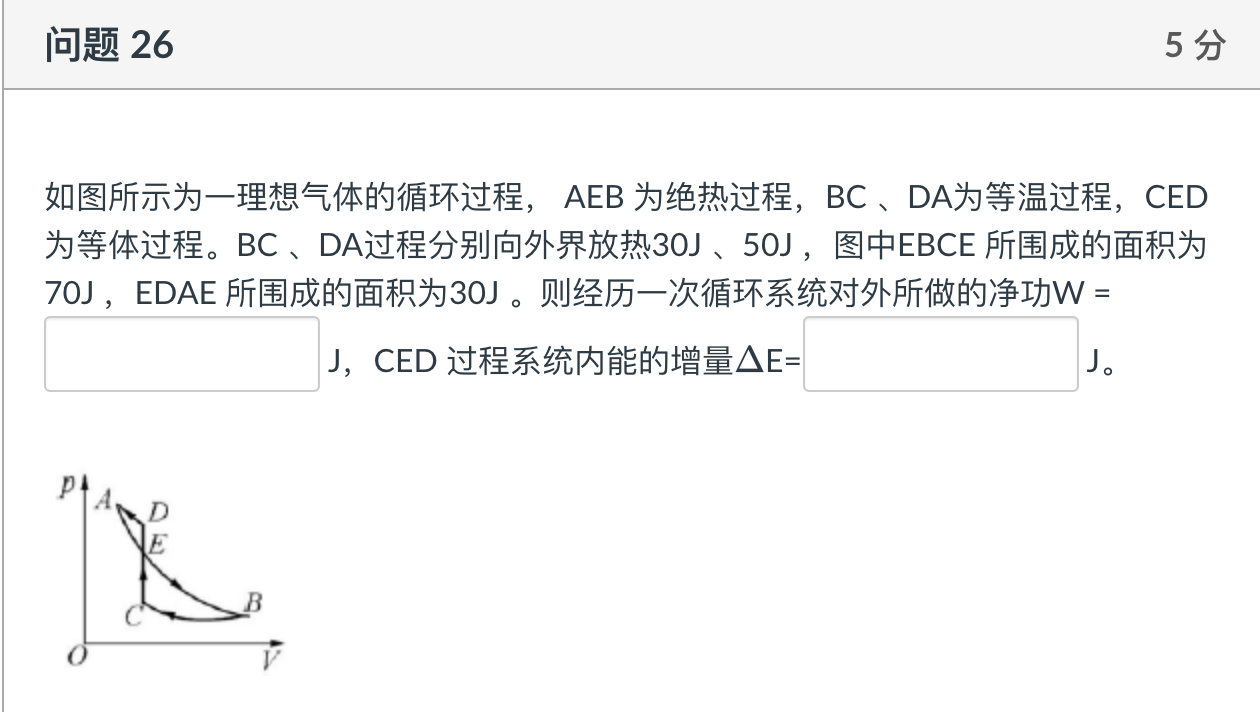 问题 26
5 分
如图所示为一理想气体的循环过程， AEB 为绝热过程，BC 、DA为等温过程，CED
为等体过程。BC 、DA过程分别向外界放热30J 、50J ，图中EBCE 所围成的面积为
70J ，EDAE 所围成的面积为30J 。则经历一次循环系统对外所做的净功W =
J，CED 过程系统内能的增量△E=
J。
p
A
D
E
B
C
O
V